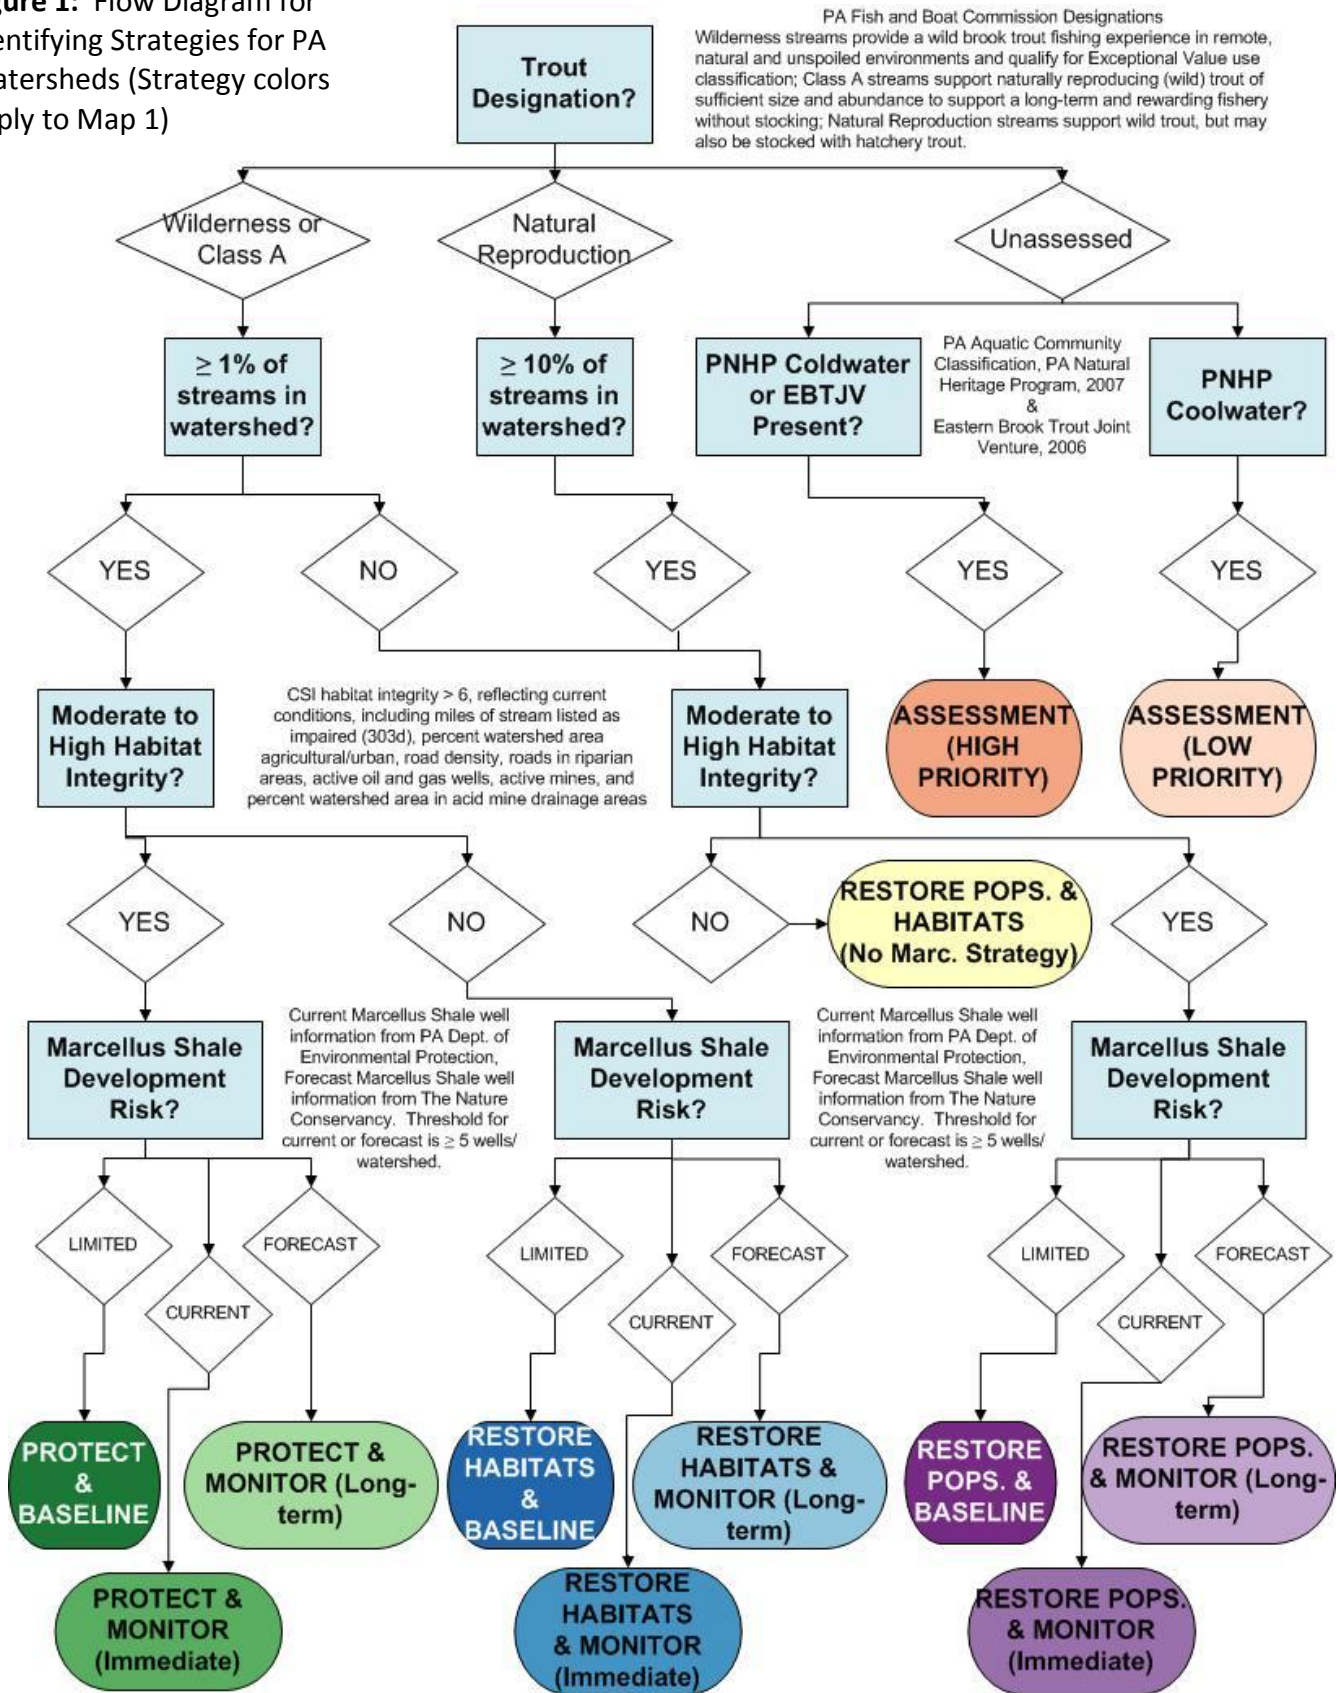 gure 1: Flow Diagram for
entifying Strategies for PA
atersheds (Strategy colors
ply to Map 1)
Trout
Designation?
PA Fish and Boat Commission Designations
Wilderness streams provide a wild brook trout fishing experience in remote,
natural and unspoiled environments and qualify for Exceptional Value use
classification; Class A streams support naturally reproducing (wild) trout of
sufficient size and abundance to support a long-term and rewarding fishery
without stocking; Natural Reproduction streams support wild trout, but may
also be stocked with hatchery trout.
Wilderness or
Class A
Natural
Reproduction
Unassessed
≥ 1% of
streams in
watershed?
≥ 10% of
streams in
watershed?
PNHP Coldwater
or EBTJV
Present?
PA Aquatic Community
Classification, PA Natural
Heritage Program, 2007
&
Eastern Brook Trout Joint
Venture, 2006
PNHP
Coolwater?
YES
NO
YES
YES
YES
Moderate to
High Habitat
Integrity?
CSI habitat integrity > 6, reflecting current
conditions, including miles of stream listed as
impaired (303d), percent watershed area
agricultural/urban, road density, roads in riparian
areas, active oil and gas wells, active mines, and
percent watershed area in acid mine drainage areas
Moderate to
High Habitat
Integrity?
ASSESSMENT
(HIGH
PRIORITY)
ASSESSMENT
(LOW
PRIORITY)
YES
NO
NO
RESTORE POPS. &
HABITATS
(No Marc. Strategy)
YES
Marcellus Shale
Development
Risk?
Current Marcellus Shale well
information from PA Dept. of
Environmental Protection,
Forecast Marcellus Shale well
information from The Nature
Conservancy. Threshold for
current or forecast is ≥ 5 wells/
watershed.
Marcellus Shale
Development
Risk?
Current Marcellus Shale well
information from PA Dept. of
Environmental Protection,
Forecast Marcellus Shale well
information from The Nature
Conservancy. Threshold for
current or forecast is ≥ 5 wells/
watershed.
Marcellus Shale
Development
Risk?
LIMITED
CURRENT
FORECAST
LIMITED
CURRENT
FORECAST
LIMITED
CURRENT
FORECAST
PROTECT
&
BASELINE
PROTECT &
MONITOR (Long-
term)
RESTORE
HABITATS
&
BASELINE
RESTORE
HABITATS &
MONITOR (Long-
term)
RESTORE
POPS. &
BASELINE
RESTORE POPS.
& MONITOR (Long-
term)
PROTECT &
MONITOR
(Immediate)
RESTORE
HABITATS
& MONITOR
(Immediate)
RESTORE POPS.
& MONITOR
(Immediate)